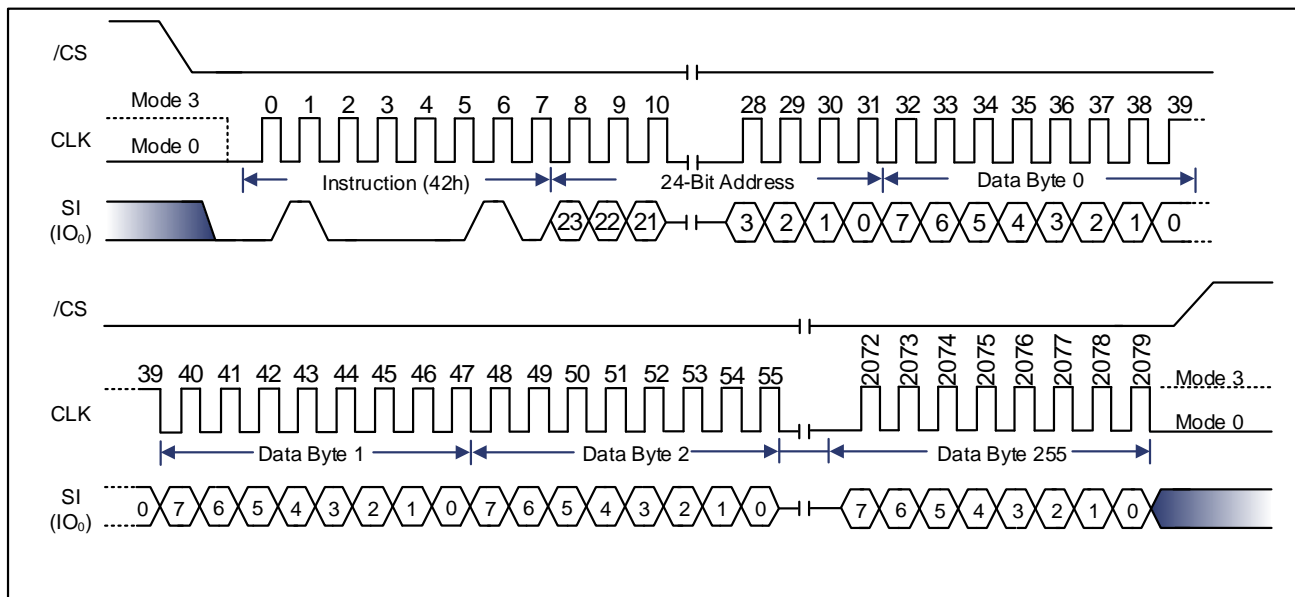 /CS
Mode 3 0 1 2 3 4 5 6 7 8 9 10 28 29 30 31 32 33 34 35 36 37 38 39
CLK Mode 0
Instruction (42h) 24-Bit Address Data Byte 0
SI
(IO₀) 23 22 21 3 2 1 0 7 6 5 4 3 2 1 0
/CS
39 40 41 42 43 44 45 46 47 48 49 50 51 52 53 54 55 2072 2073 2074 2075 2076 2077 2078 2079
Mode 3
CLK Mode 0
Data Byte 1 Data Byte 2 Data Byte 255
SI
(IO₀) 0 7 6 5 4 3 2 1 0 7 6 5 4 3 2 1 0 7 6 5 4 3 2 1 0